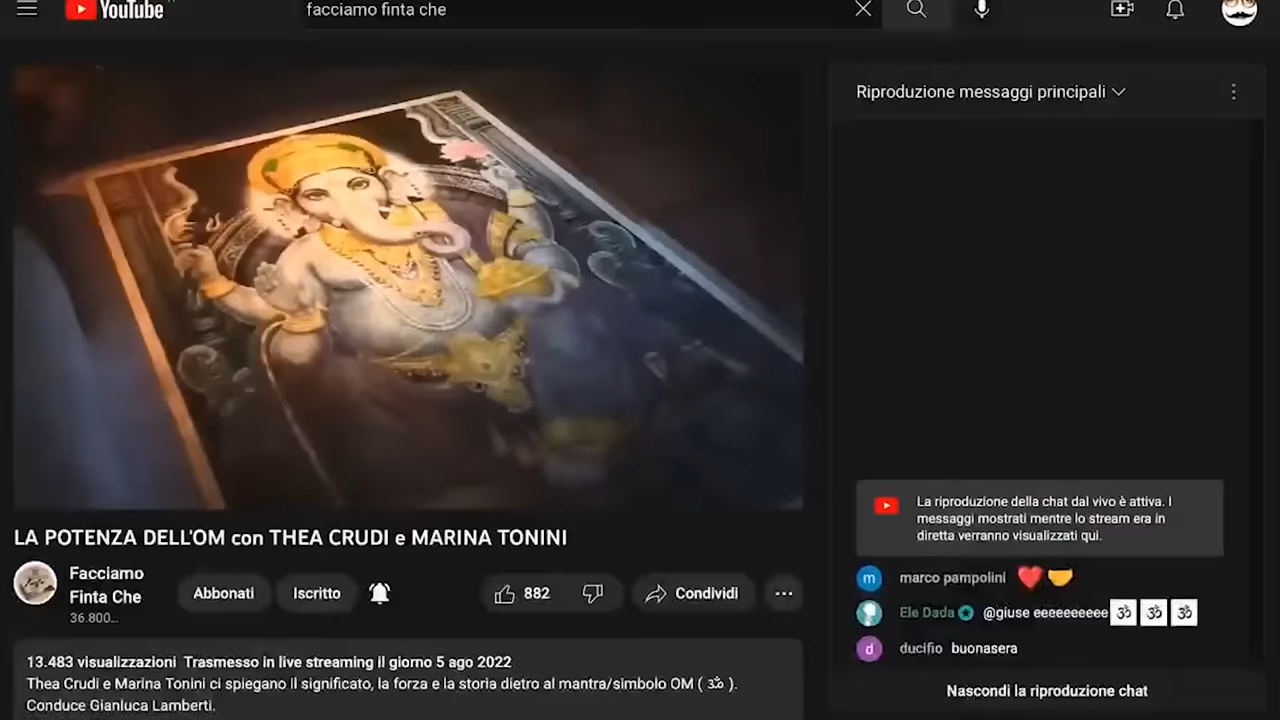 YouTube
facciamo finta che
Riproduzione messaggi principali
LA POTENZA DELL'OM con THEA CRUDI e MARINA TONINI
Facciamo
Finta Che
36.800...
Abbonati
Iscritto
882
Condividi
13.483 visualizzazioni Trasmesso in live streaming il giorno 5 ago 2022
Thea Crudi e Marina Tonini ci spiegano il significato, la forza e la storia dietro al mantra/simbolo OM ( ॐ ).
Conduce Gianluca Lamberti.
La riproduzione della chat dal vivo è attiva. I
messaggi mostrati mentre lo stream era in
diretta verranno visualizzati qui.
m marco pampolini
Ele Dada @giuse eeeeeeeeee ॐ ॐ ॐ
d ducifio buonasera
Nascondi la riproduzione chat